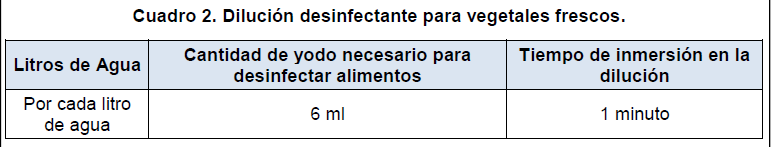 Cuadro 2. Dilución desinfectante para vegetales frescos.
Litros de Agua
Cantidad de yodo necesario para
desinfectar alimentos
Tiempo de inmersión en la
dilución
Por cada litro
de agua
6 ml
1 minuto